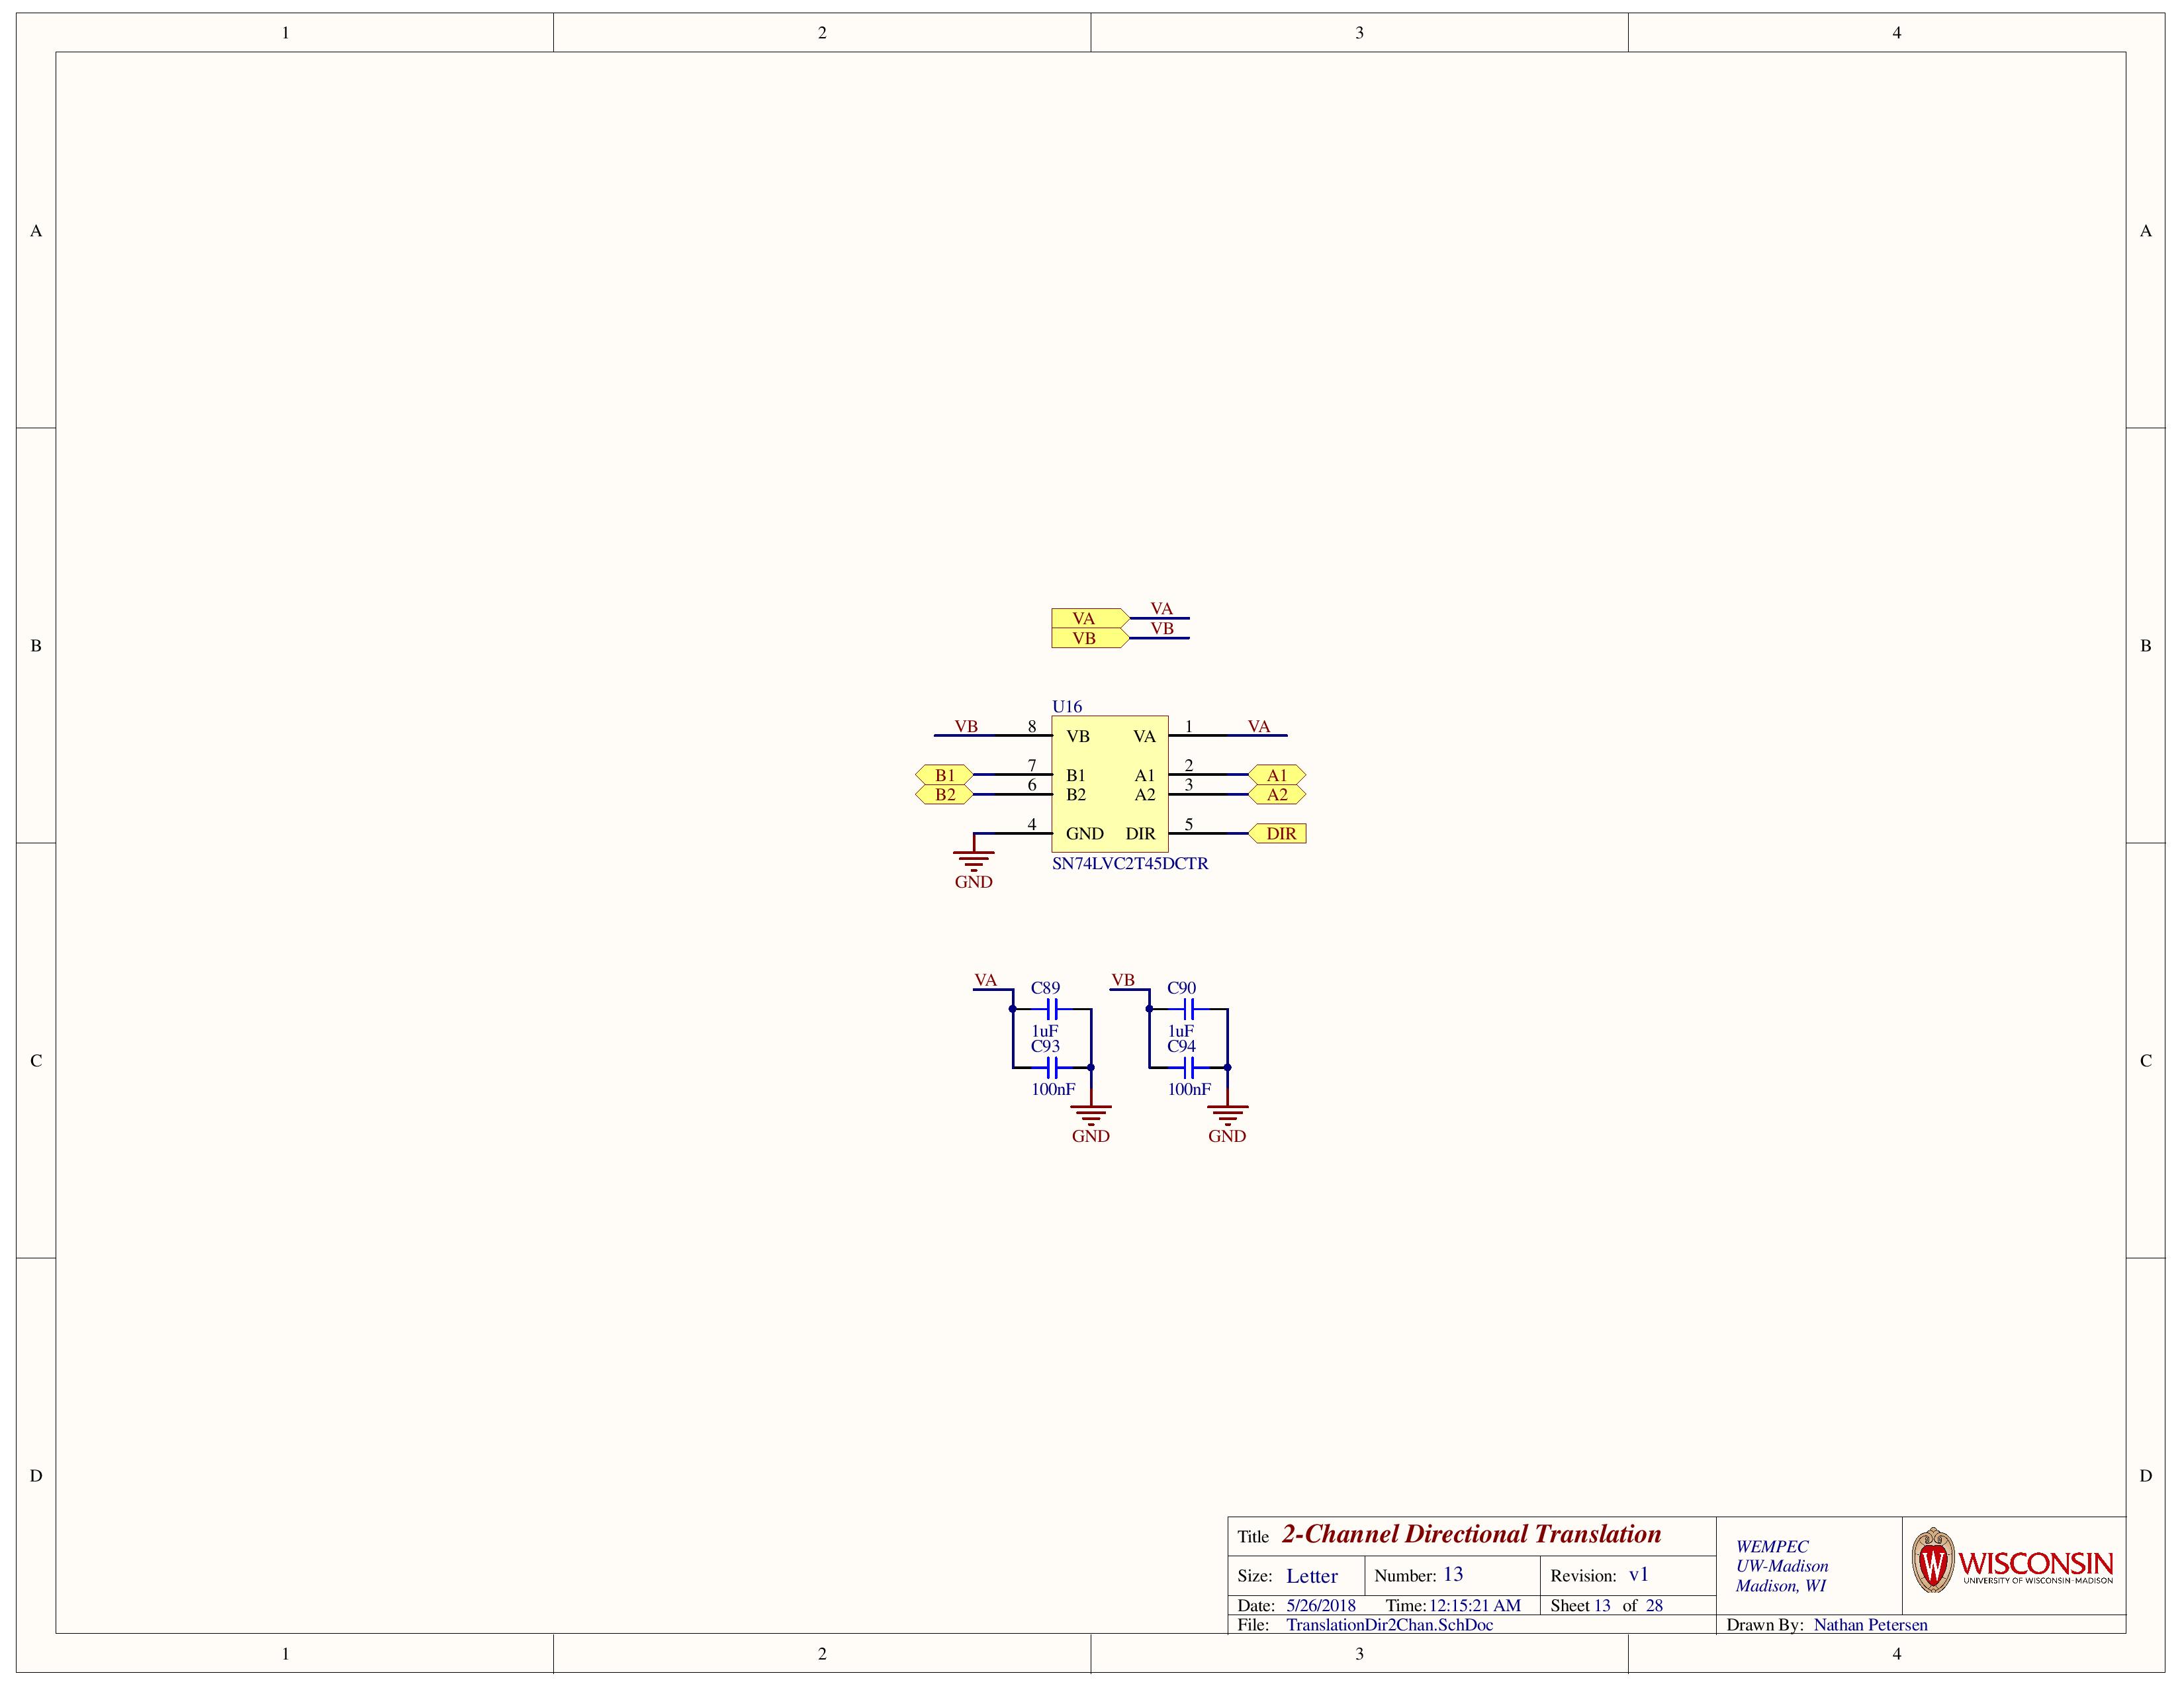 1 2 3 4
A A
VA VA
VB VB
B B
U16
VB 8 VB VA 1 VA
B1 7 B1 A1 2 A1
B2 6 B2 A2 3 A2
4 GND DIR 5 DIR
SN74LVC2T45DCTR
GND
VA C89 VB C90
1uF 1uF
C93 C94
C C
100nF 100nF
GND GND
D D
Title 2-Channel Directional Translation
Size: Letter Number: 13 Revision: v1
Date: 5/26/2018 Time: 12:15:21 AM Sheet 13 of 28
File: TranslationDir2Chan.SchDoc
WEMPEC
UW-Madison
Madison, WI
Drawn By: Nathan Petersen
W WISCONSIN
UNIVERSITY OF WISCONSIN-MADISON
1 2 3 4